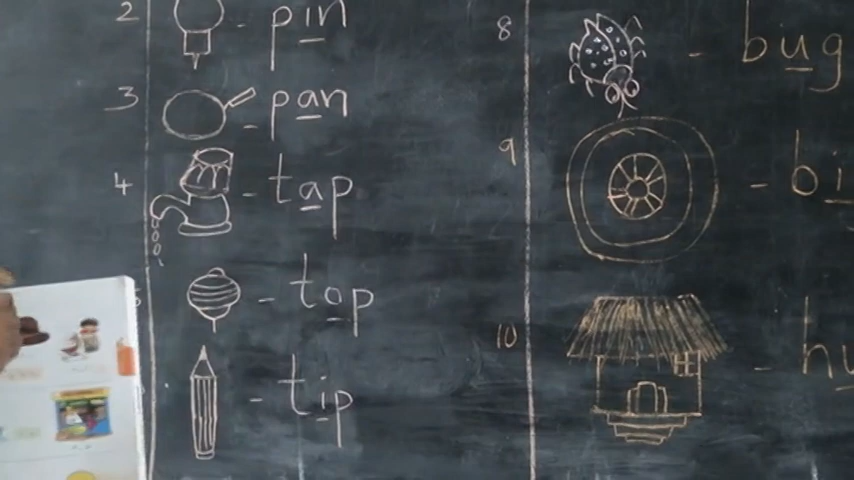 2 - pin
3 - pan
4 - tap
- top
- tip
8 - bug
9 - bi
10 - hu